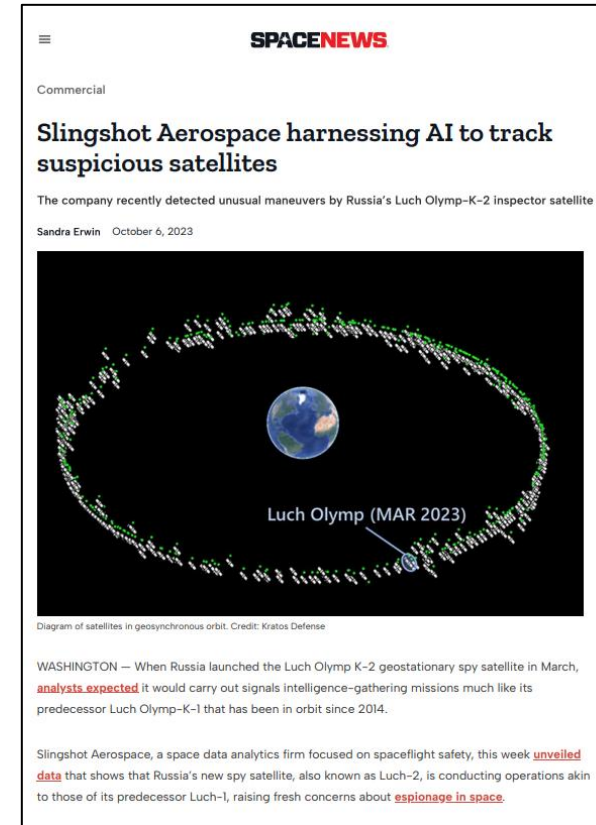 SPACENEWS
Commercial
Slingshot Aerospace harnessing AI to track
suspicious satellites
The company recently detected unusual maneuvers by Russia's Luch Olymp-K-2 inspector satellite
Sandra Erwin October 6, 2023
Luch Olymp (MAR 2023)
Diagram of satellites in geosynchronous orbit. Credit: Kratos Defense
WASHINGTON — When Russia launched the Luch Olymp K-2 geostationary spy satellite in March,
analysts expected it would carry out signals intelligence-gathering missions much like its
predecessor Luch Olymp-K-1 that has been in orbit since 2014.
Slingshot Aerospace, a space data analytics firm focused on spaceflight safety, this week unveiled
data that shows that Russia's new spy satellite, also known as Luch-2, is conducting operations akin
to those of its predecessor Luch-1, raising fresh concerns about espionage in space.